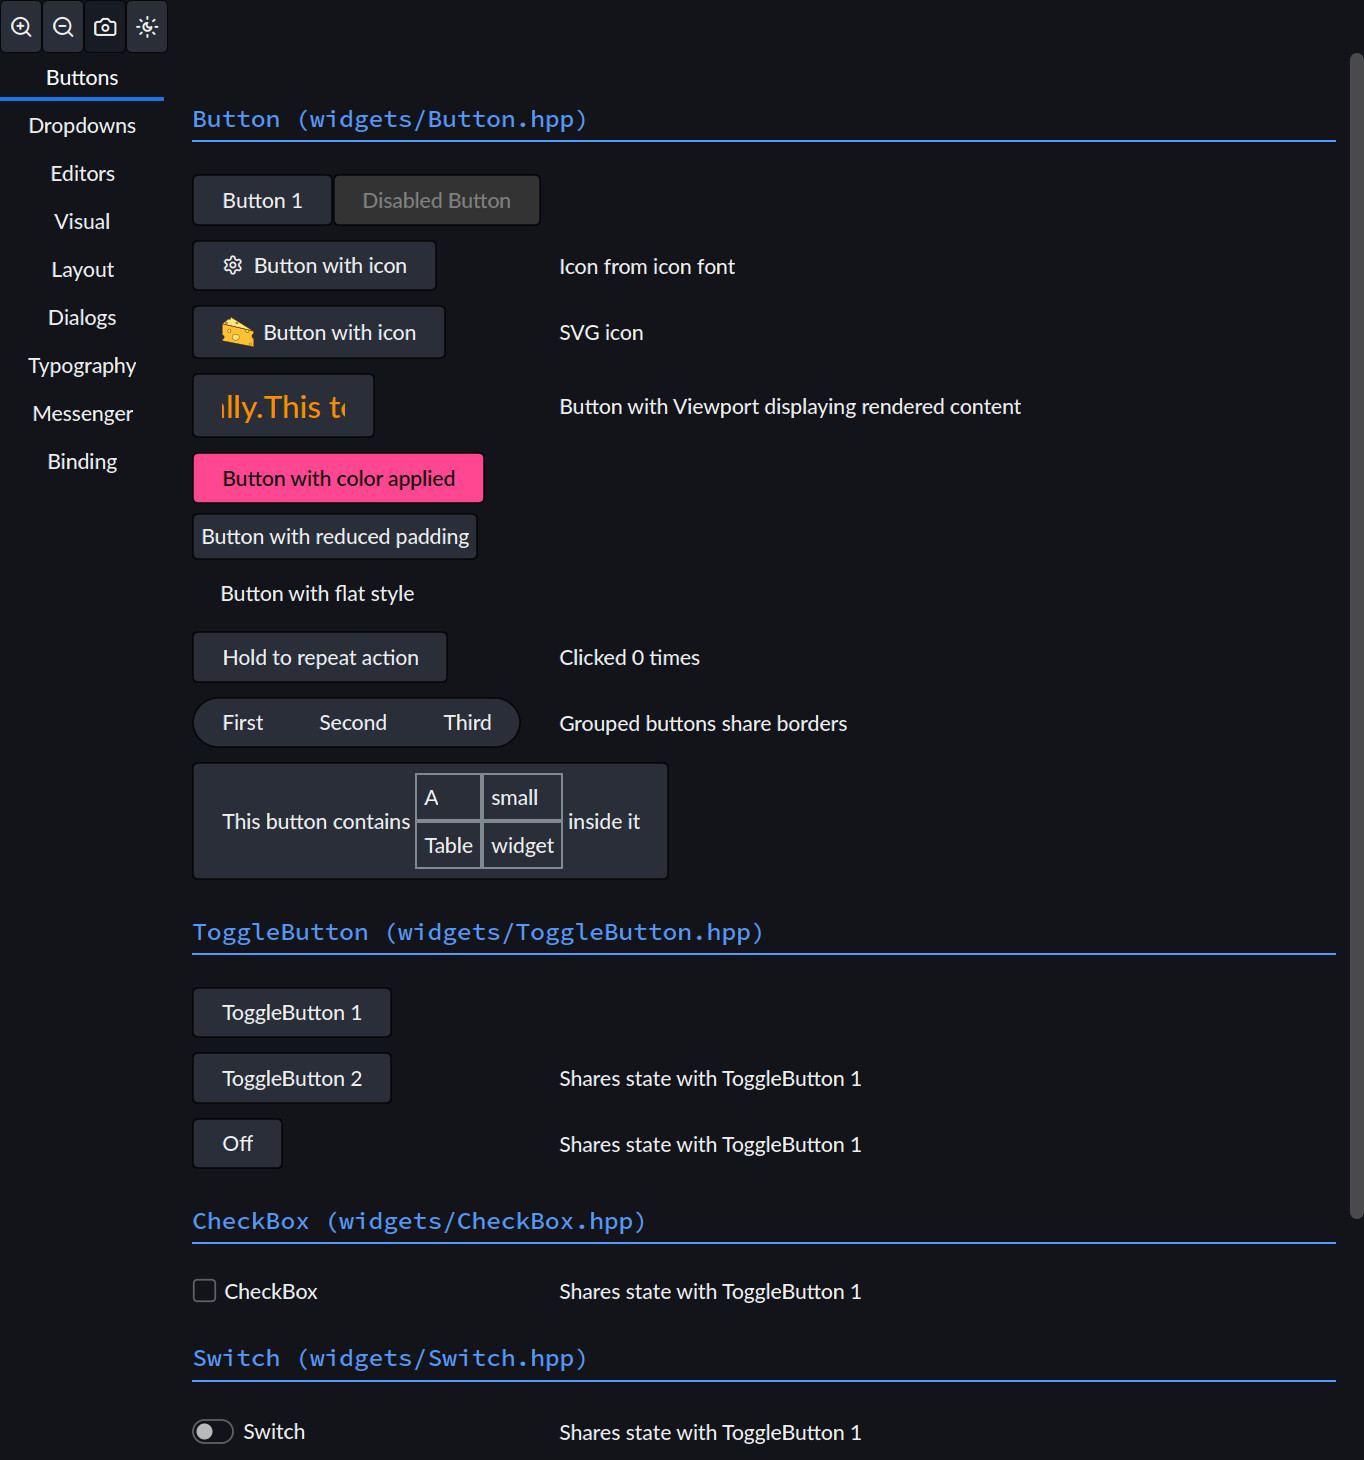 Buttons
Dropdowns
Editors
Visual
Layout
Dialogs
Typography
Messenger
Binding
Button (widgets/Button.hpp)
Button 1
Disabled Button
Button with icon
Icon from icon font
Button with icon
SVG icon
lly.This
Button with Viewport displaying rendered content
Button with color applied
Button with reduced padding
Button with flat style
Hold to repeat action
Clicked 0 times
First
Second
Third
Grouped buttons share borders
This button contains
A
small
Table
widget
inside it
ToggleButton (widgets/ToggleButton.hpp)
ToggleButton 1
ToggleButton 2
Shares state with ToggleButton 1
Off
Shares state with ToggleButton 1
CheckBox (widgets/CheckBox.hpp)
CheckBox
Shares state with ToggleButton 1
Switch (widgets/Switch.hpp)
Switch
Shares state with ToggleButton 1